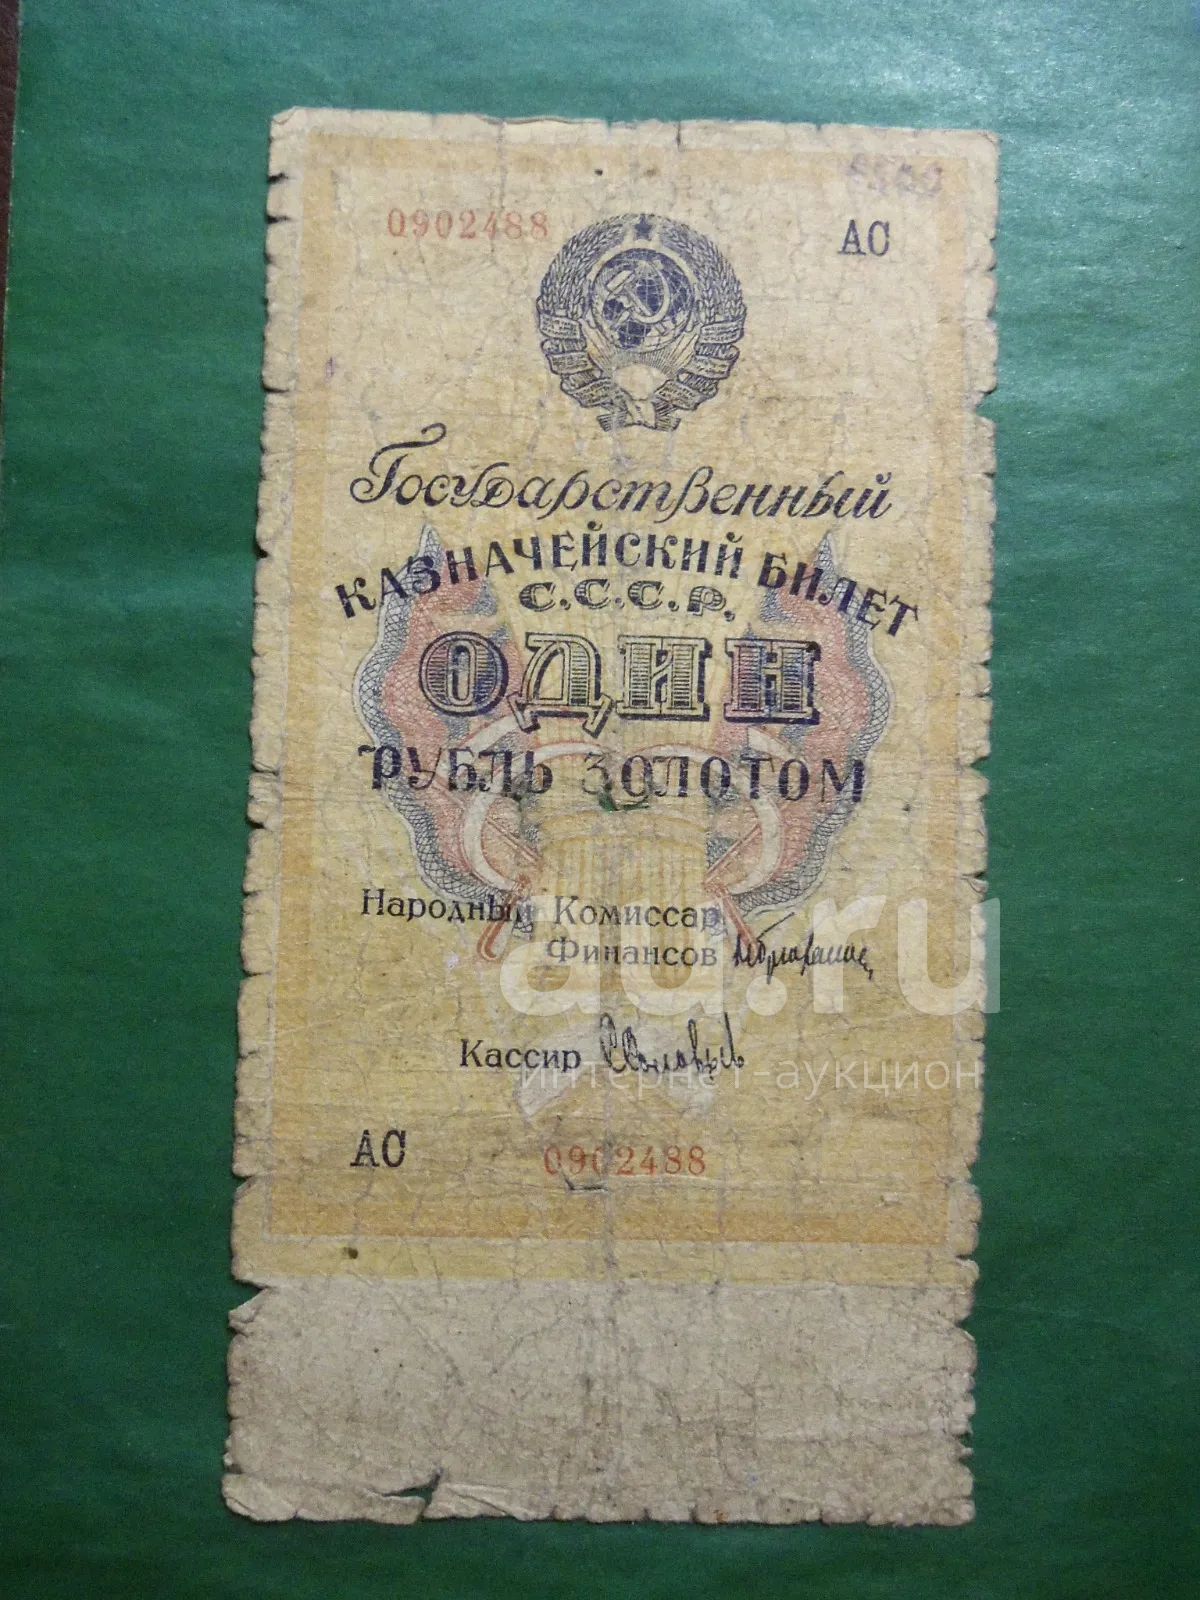 0902488
АС
Государственный
КАЗНАЧЕЙСКИЙ БИЛЕТ
С.С.С.Р.
ОДИН
РУБЛЬ ЗОЛОТОМ
Народный Комиссар
Финансов
au.ru
Кассир
интернет-аукцион
АС
0902488